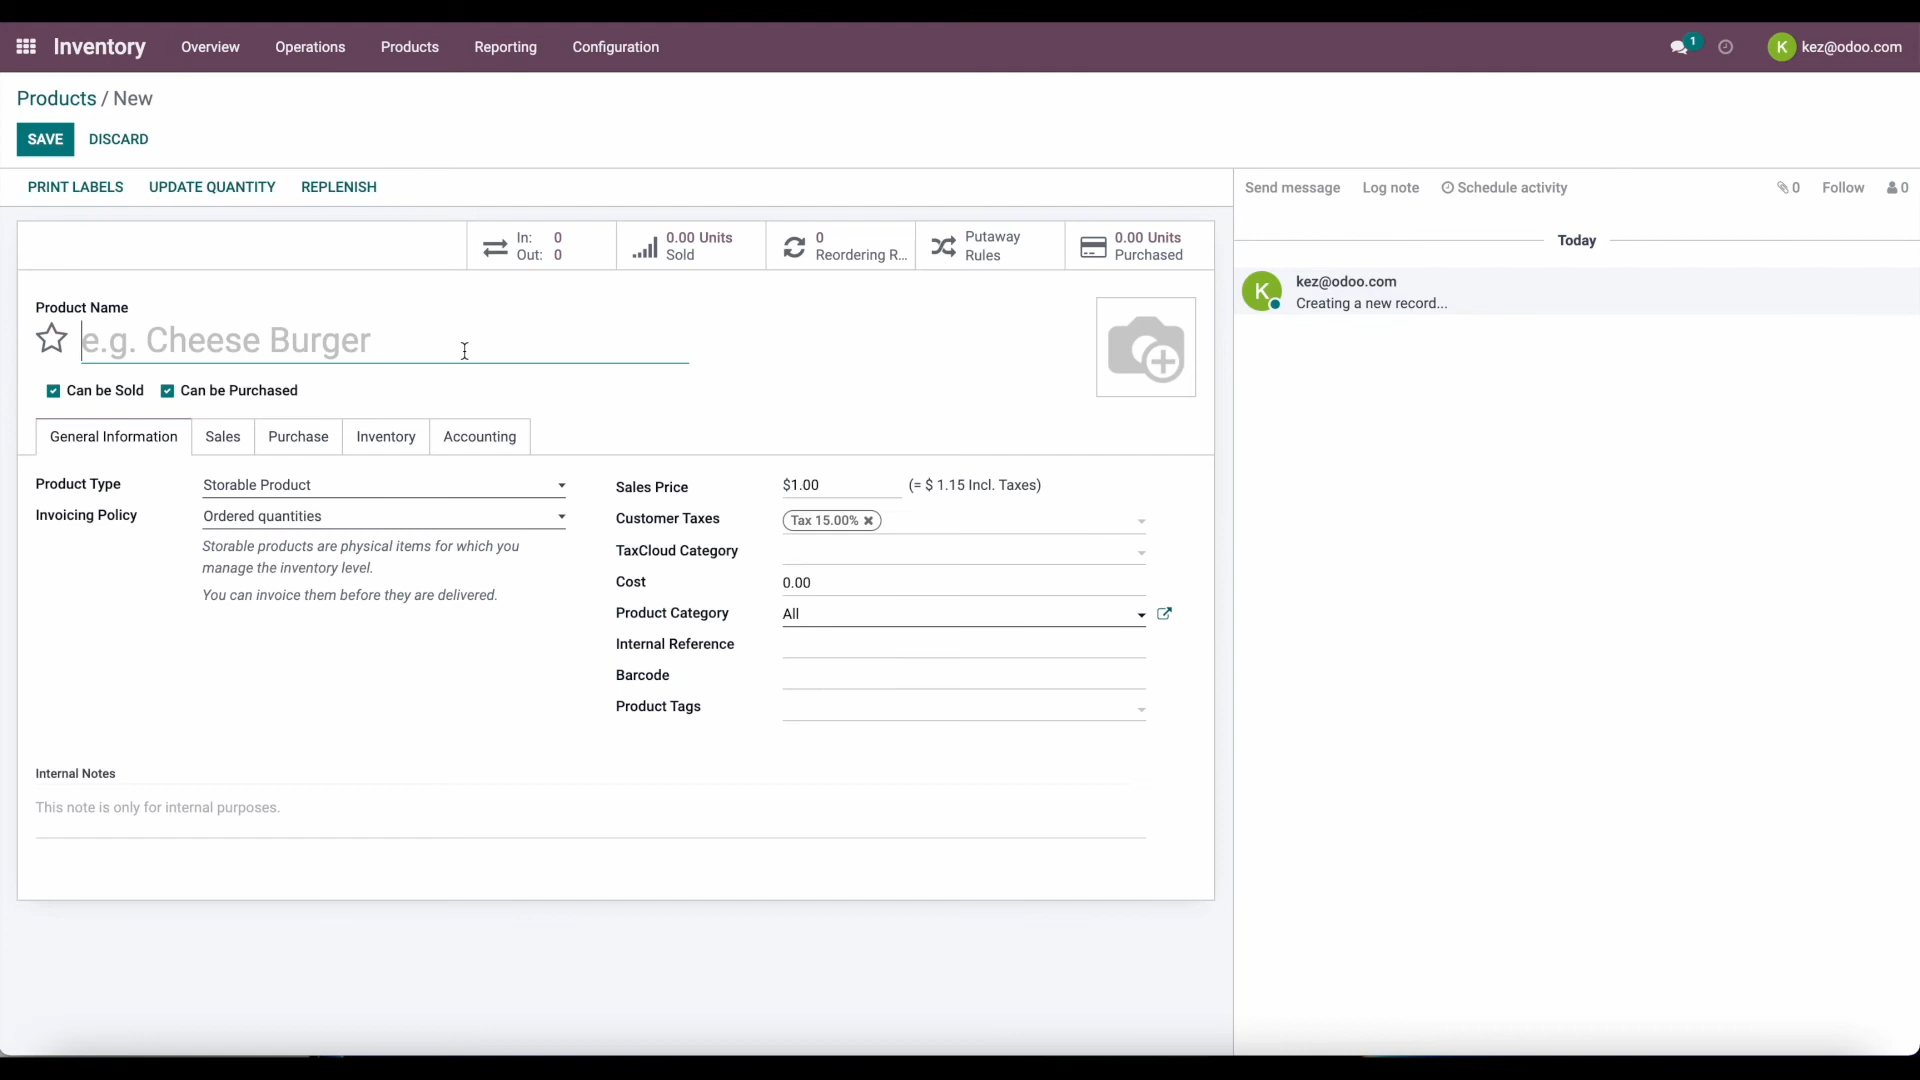 Inventory Overview Operations Products Reporting Configuration 1 K kez@odoo.com
Products / New
SAVE DISCARD
PRINT LABELS UPDATE QUANTITY REPLENISH
Send message Log note Schedule activity 0 Follow 0
In: 0
Out: 0
0.00 Units
Sold
0
Reordering R...
Putaway
Rules
0.00 Units
Purchased
Today
K kez@odoo.com
Creating a new record...
Product Name
e.g. Cheese Burger
Can be Sold Can be Purchased
General Information Sales Purchase Inventory Accounting
Product Type Storable Product
Invoicing Policy Ordered quantities
Storable products are physical items for which you
manage the inventory level.
You can invoice them before they are delivered.
Sales Price $1.00 (= $ 1.15 Incl. Taxes)
Customer Taxes Tax 15.00%
TaxCloud Category
Cost 0.00
Product Category All
Internal Reference
Barcode
Product Tags
Internal Notes
This note is only for internal purposes.